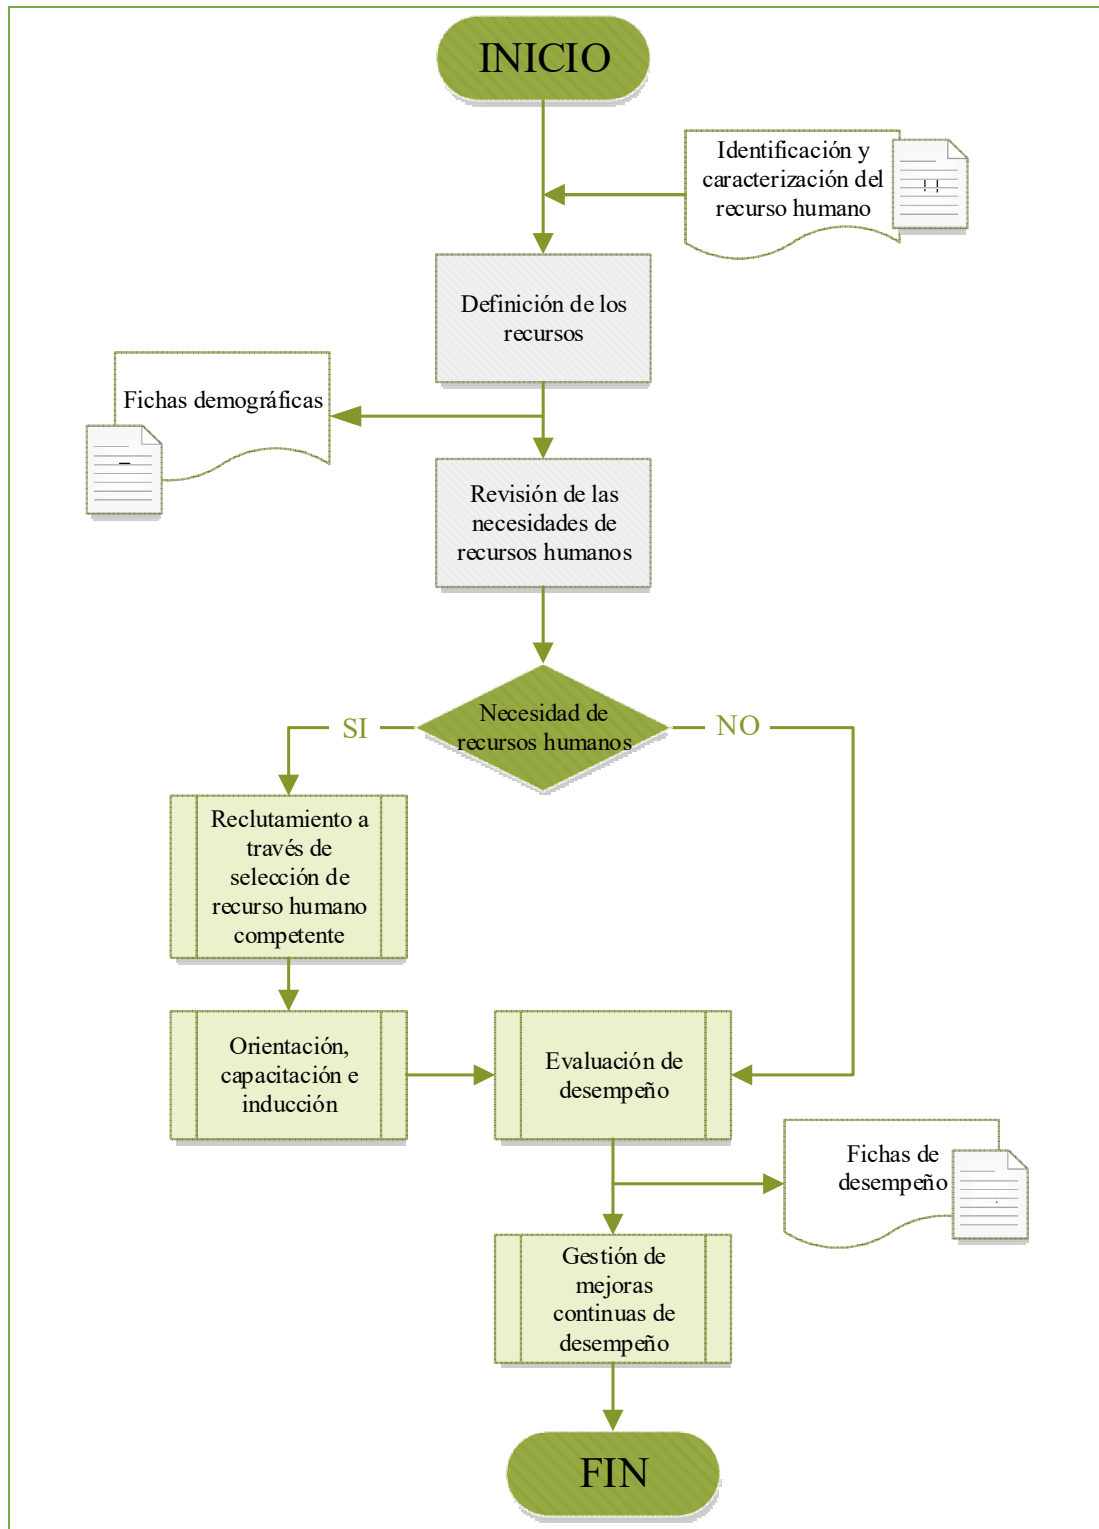 INICIO
Identificación y
caracterización del
recurso humano
Definición de los
recursos
Fichas demográficas
Revisión de las
necesidades de
recursos humanos
Necesidad de
recursos humanos
SI
NO
Reclutamiento a
través de
selección de
recurso humano
competente
Orientación,
capacitación e
inducción
Evaluación de
desempeño
Fichas de
desempeño
Gestión de
mejoras
continuas de
desempeño
FIN